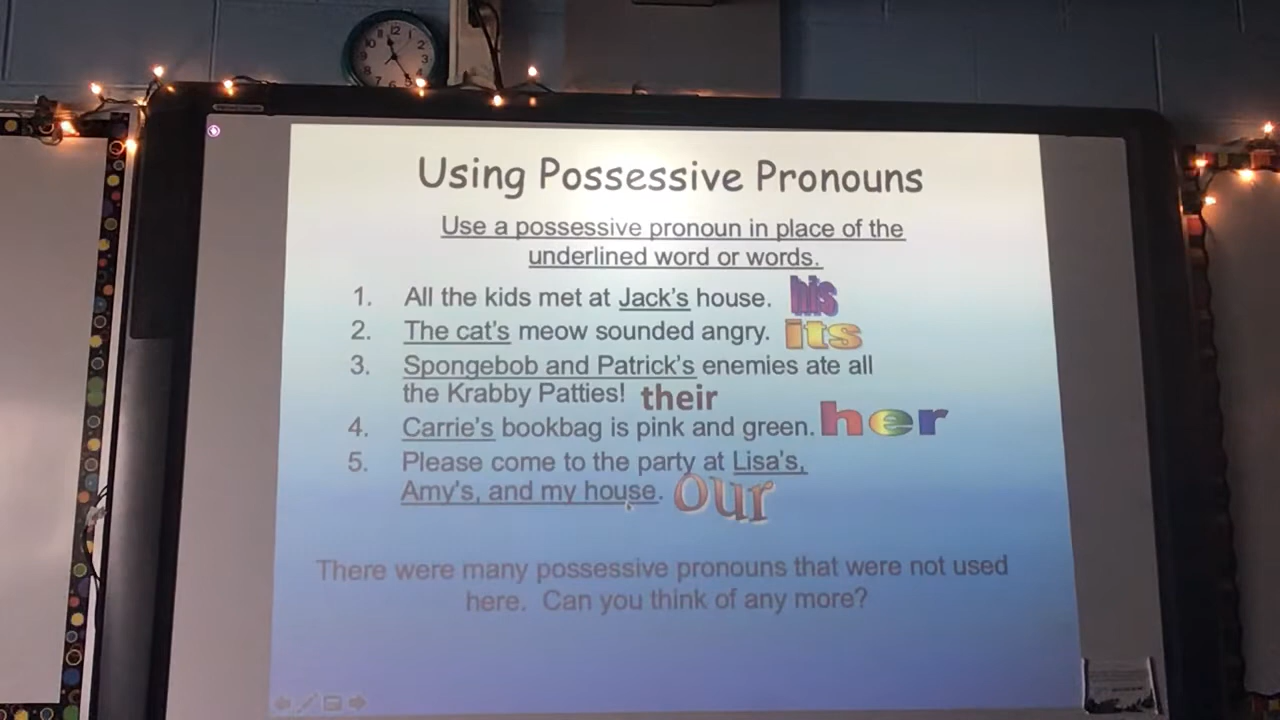 Using Possessive Pronouns
Use a possessive pronoun in place of the
underlined word or words.
1. All the kids met at Jack's house. his
2. The cat's meow sounded angry. its
3. Spongebob and Patrick's enemies ate all
the Krabby Patties! their
4. Carrie's bookbag is pink and green. her
5. Please come to the party at Lisa's,
Amy's, and my house. our
There were many possessive pronouns that were not used
here. Can you think of any more?